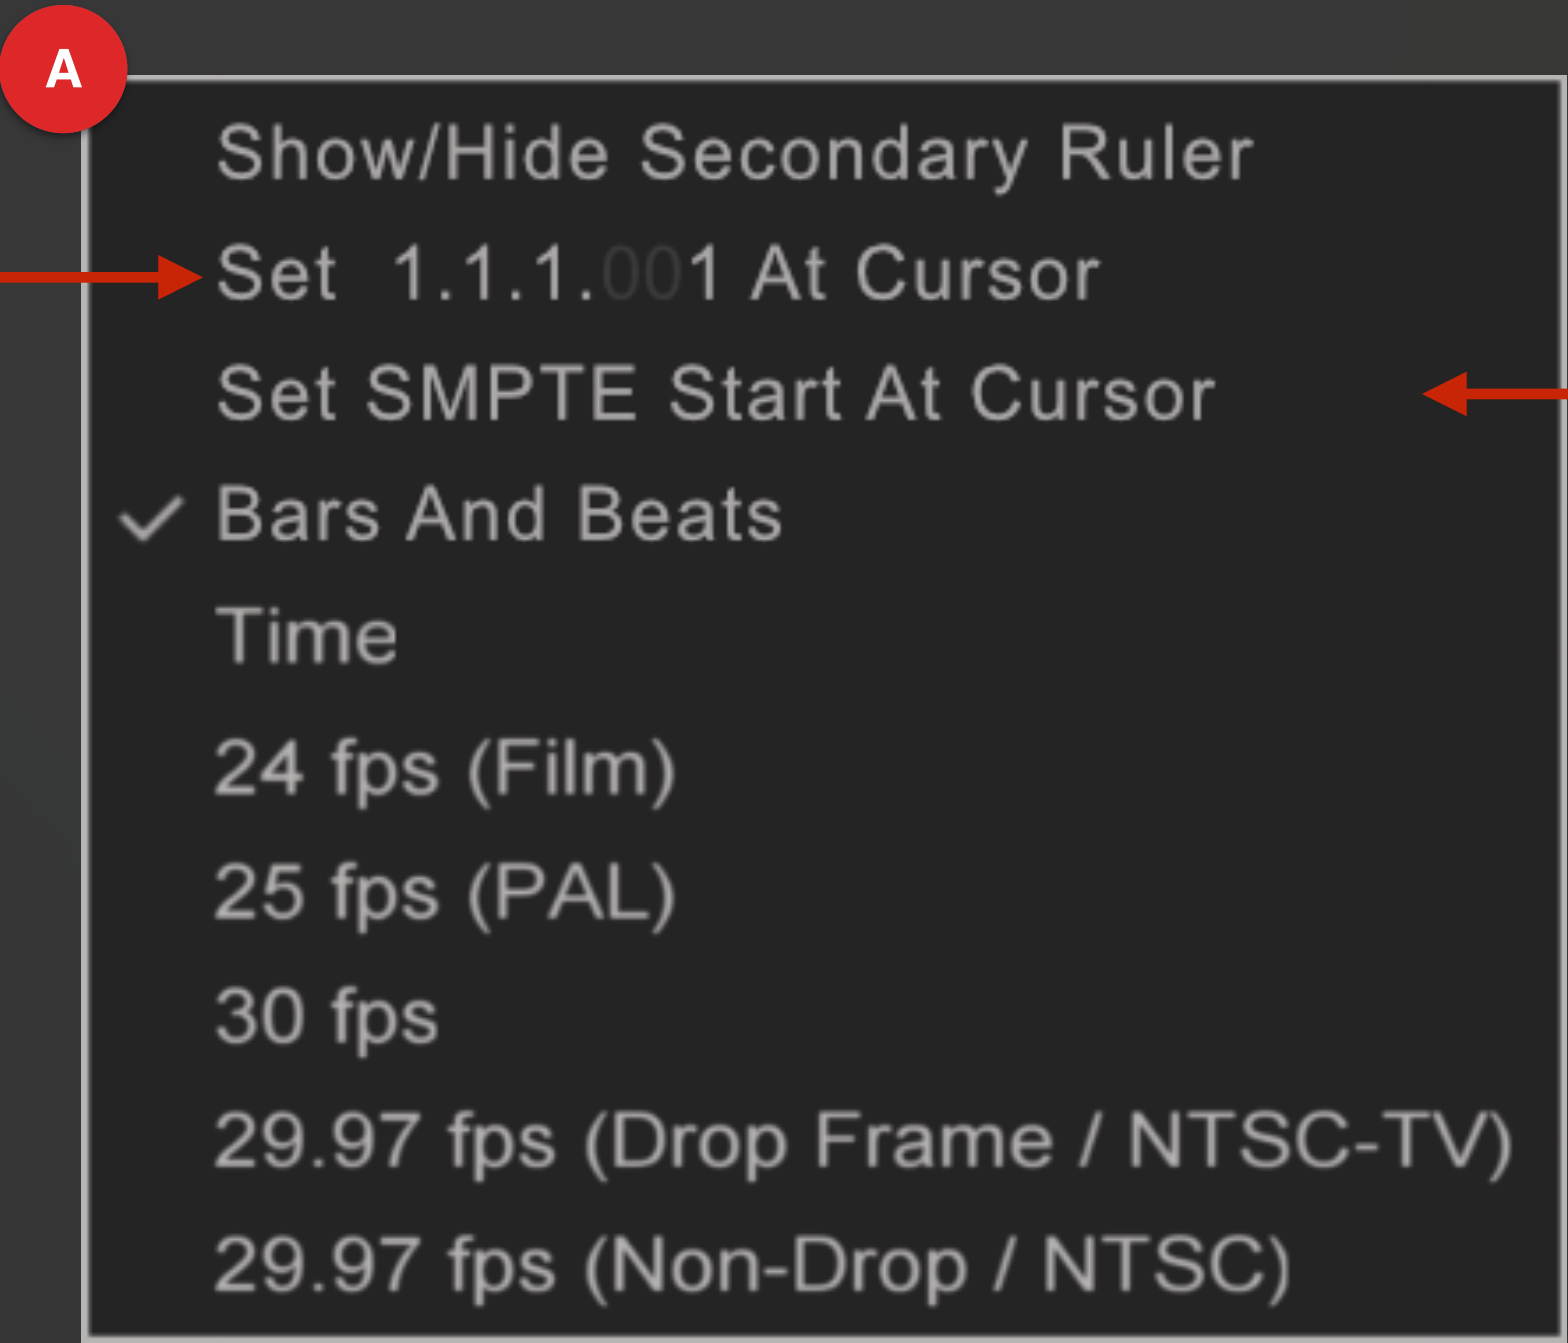 A
Show/Hide Secondary Ruler
Set 1.1.1.001 At Cursor
Set SMPTE Start At Cursor
Bars And Beats
Time
24 fps (Film)
25 fps (PAL)
30 fps
29.97 fps (Drop Frame / NTSC-TV)
29.97 fps (Non-Drop / NTSC)